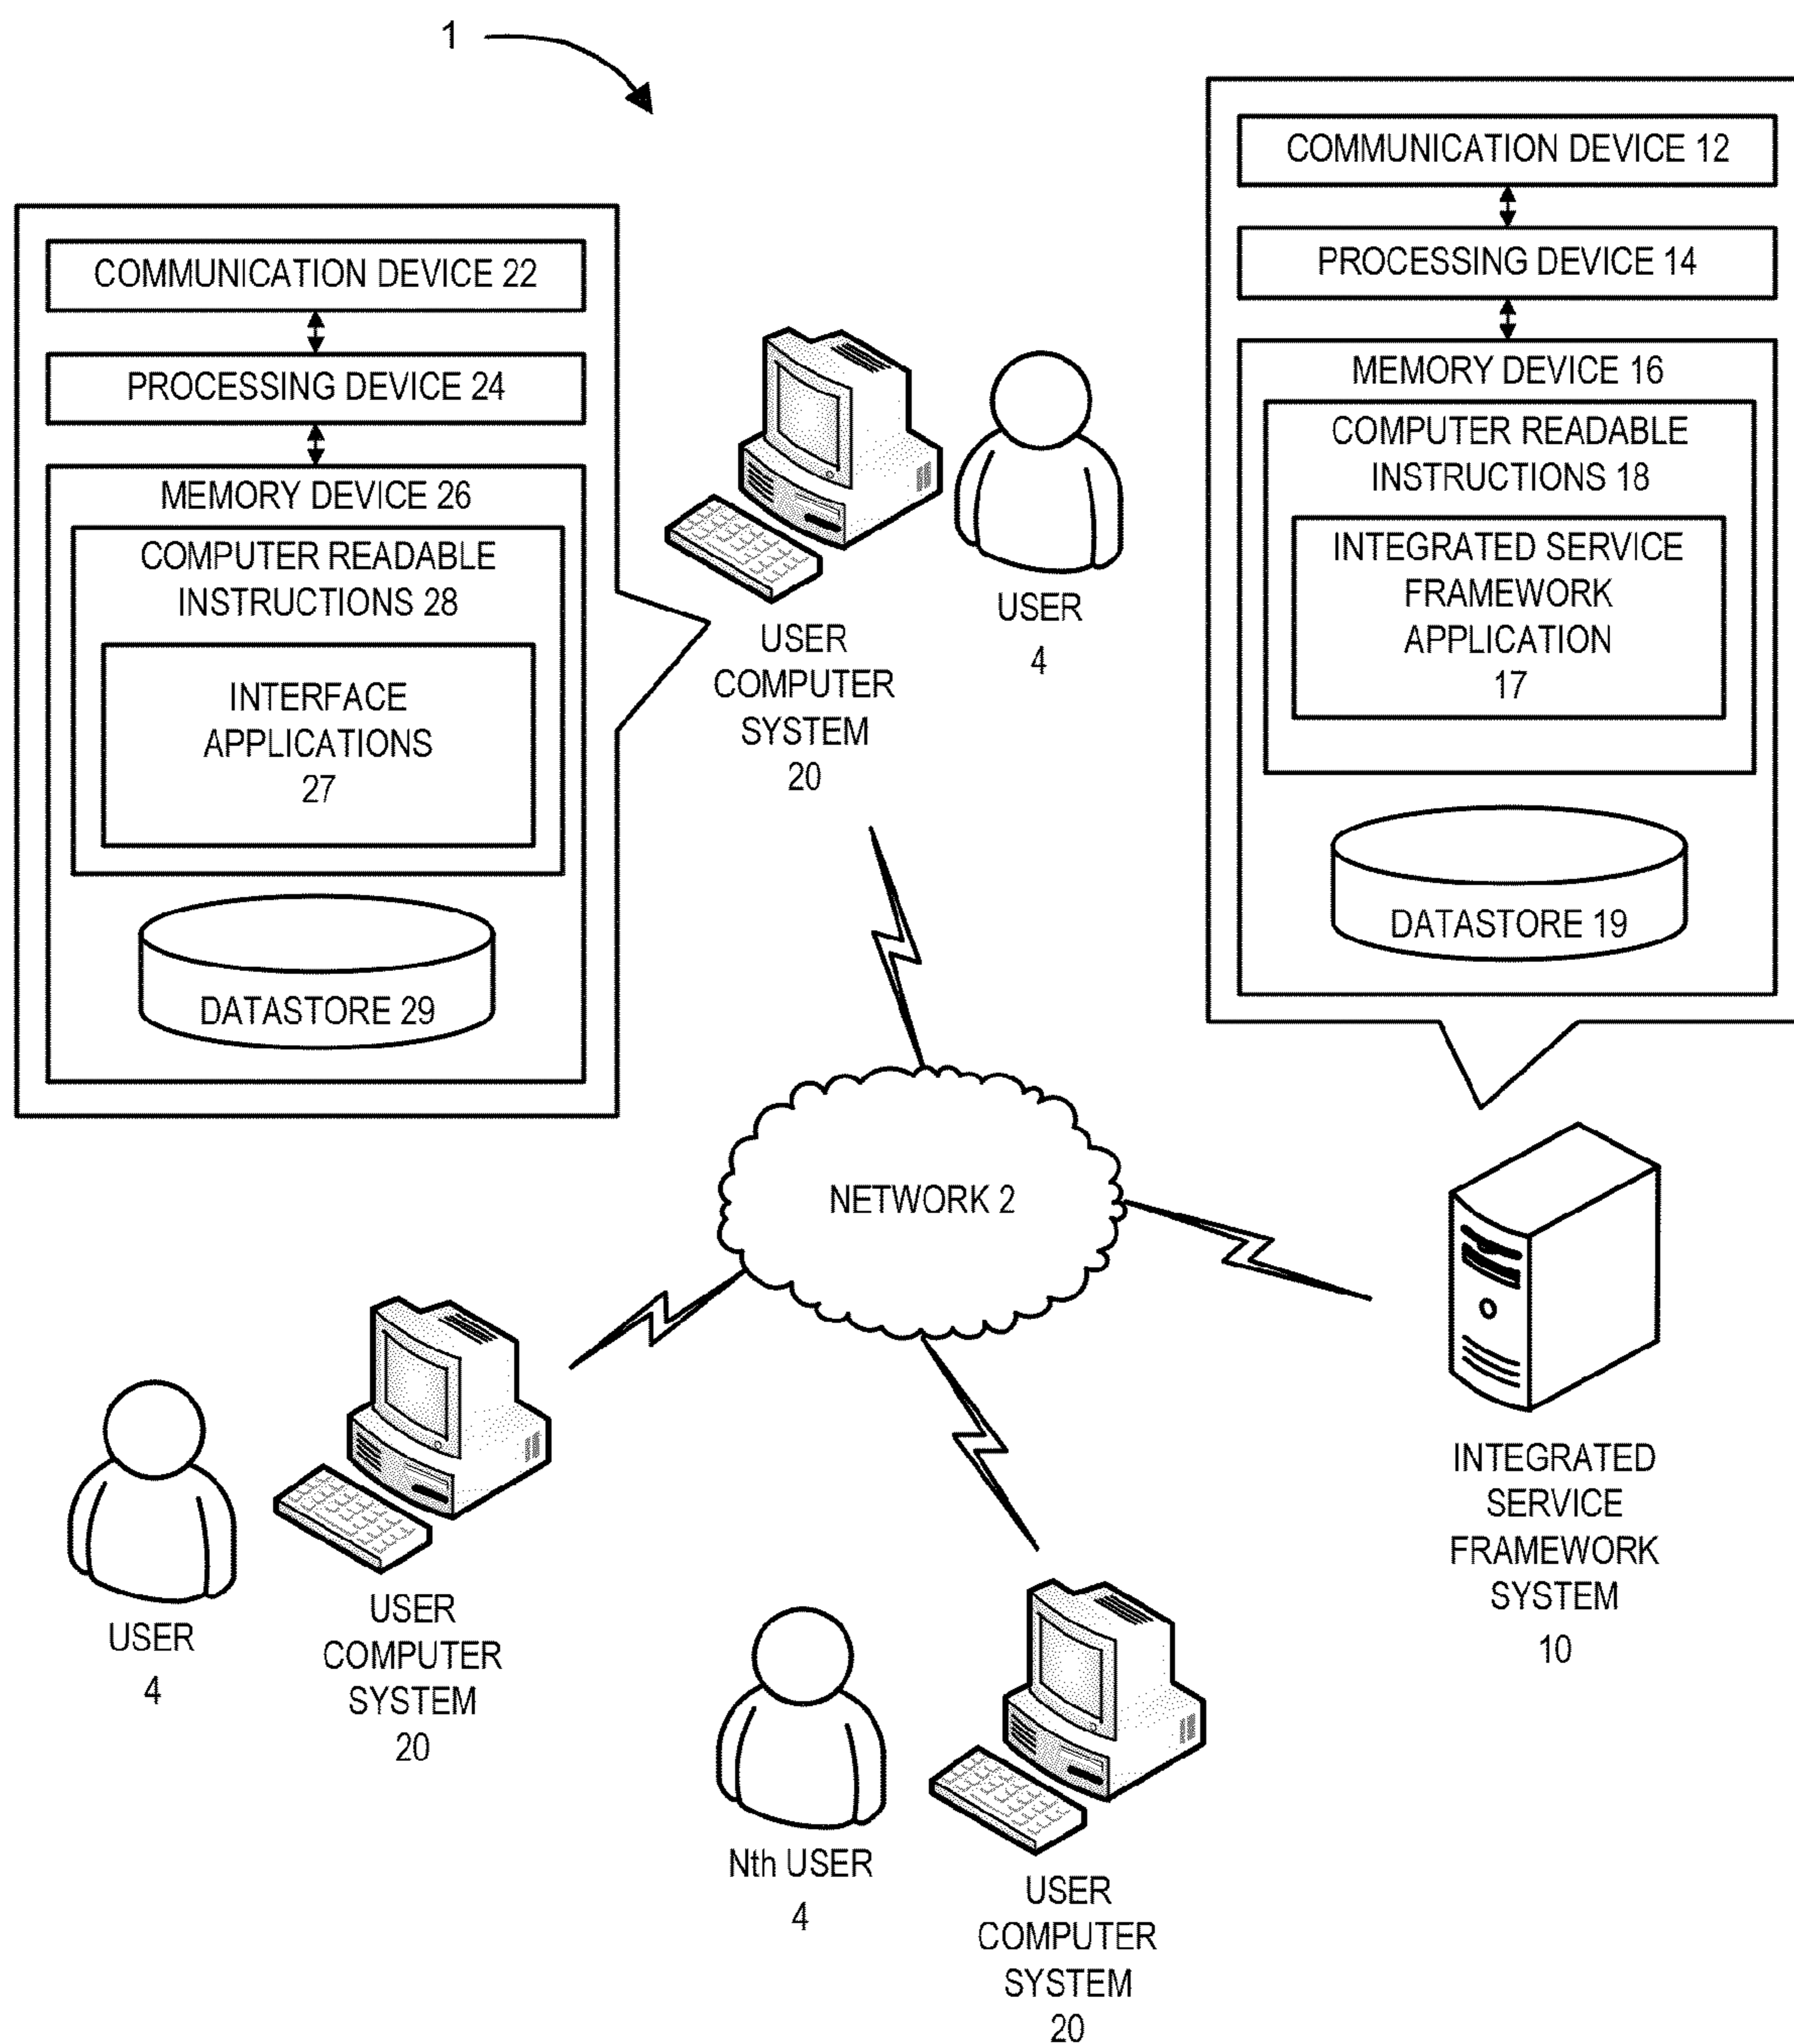 1
COMMUNICATION DEVICE 22
PROCESSING DEVICE 24
MEMORY DEVICE 26
COMPUTER READABLE
INSTRUCTIONS 28
INTERFACE
APPLICATIONS
27
DATASTORE 29
USER
COMPUTER
SYSTEM
20
USER
4
COMMUNICATION DEVICE 12
PROCESSING DEVICE 14
MEMORY DEVICE 16
COMPUTER READABLE
INSTRUCTIONS 18
INTEGRATED SERVICE
FRAMEWORK
APPLICATION
17
DATASTORE 19
NETWORK 2
INTEGRATED
SERVICE
FRAMEWORK
SYSTEM
10
USER
4
USER
COMPUTER
SYSTEM
20
Nth USER
4
USER
COMPUTER
SYSTEM
20